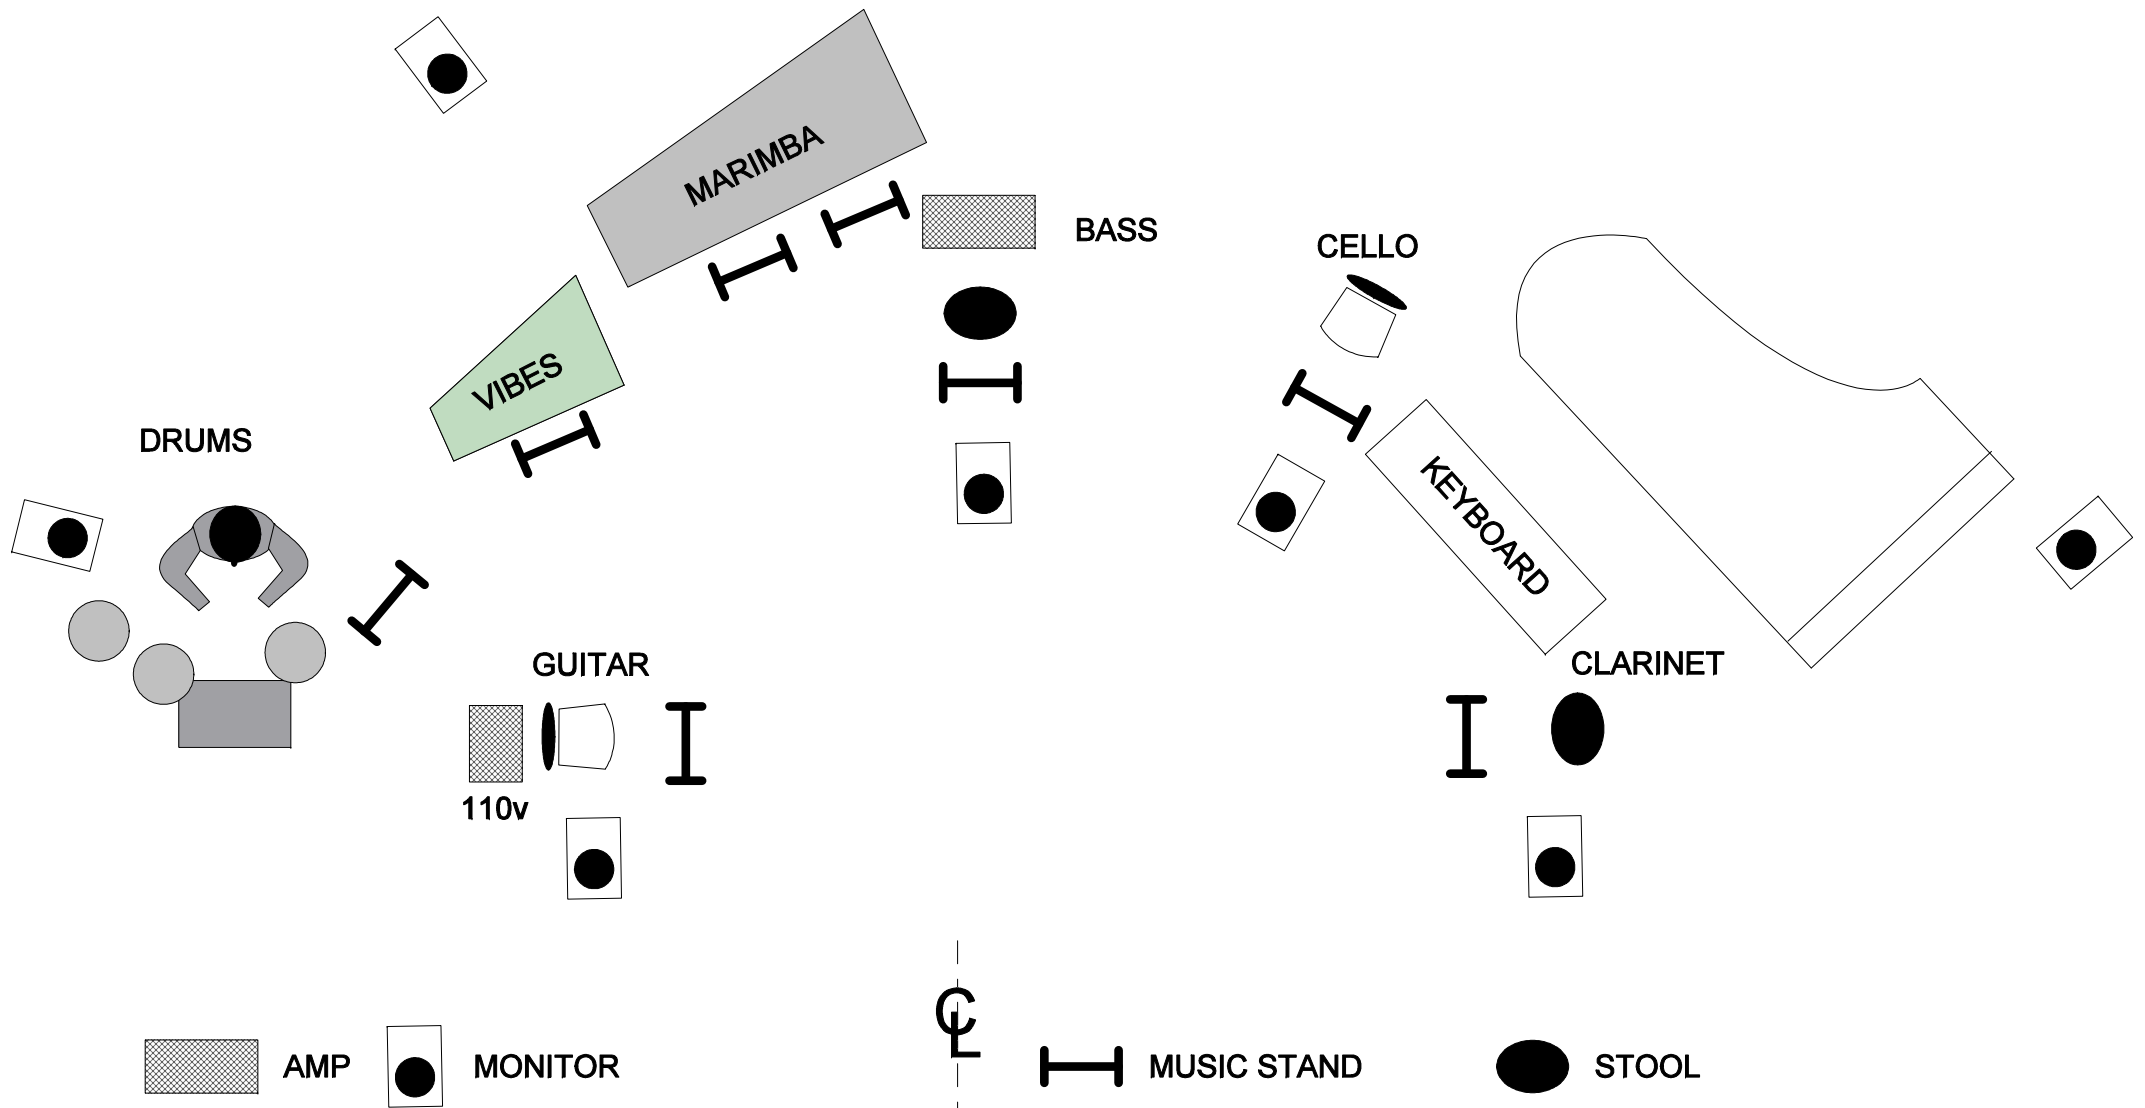 MARIMBA
BASS
CELLO
VIBES
DRUMS
KEYBOARD
GUITAR
CLARINET
110v
CL
AMP
MONITOR
MUSIC STAND
STOOL